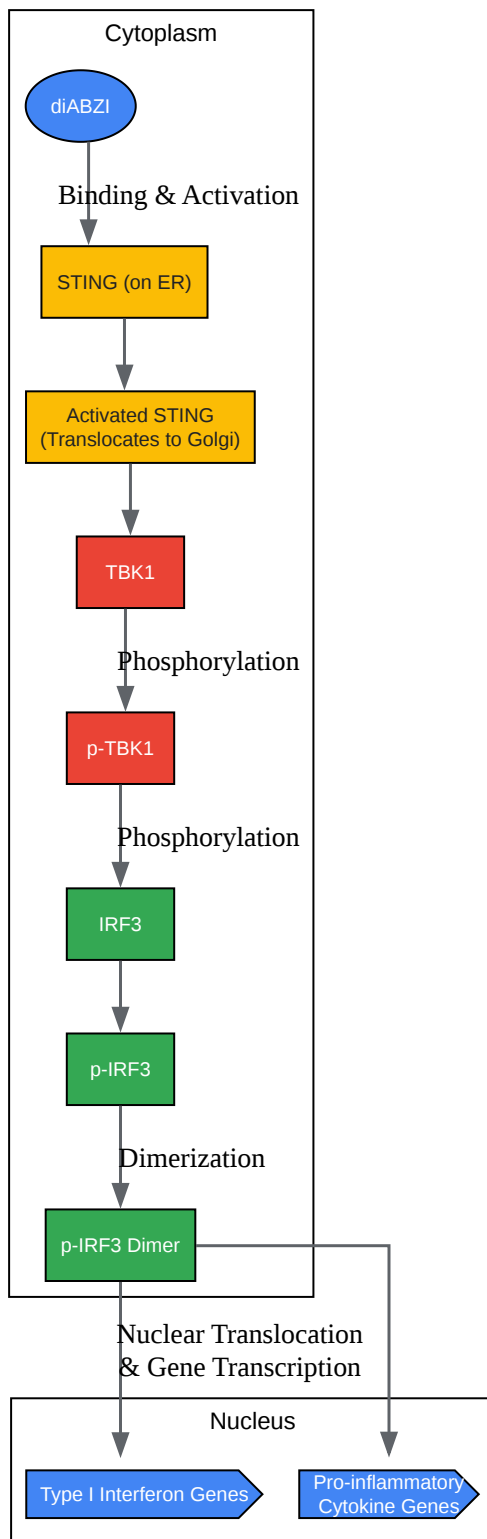 Cytoplasm
diABZI
Binding & Activation
STING (on ER)
Activated STING
(Translocates to Golgi)
TBK1
Phosphorylation
p-TBK1
Phosphorylation
IRF3
p-IRF3
Dimerization
p-IRF3 Dimer
Nuclear Translocation
& Gene Transcription
Nucleus
Type I Interferon Genes
Pro-inflammatory
Cytokine Genes